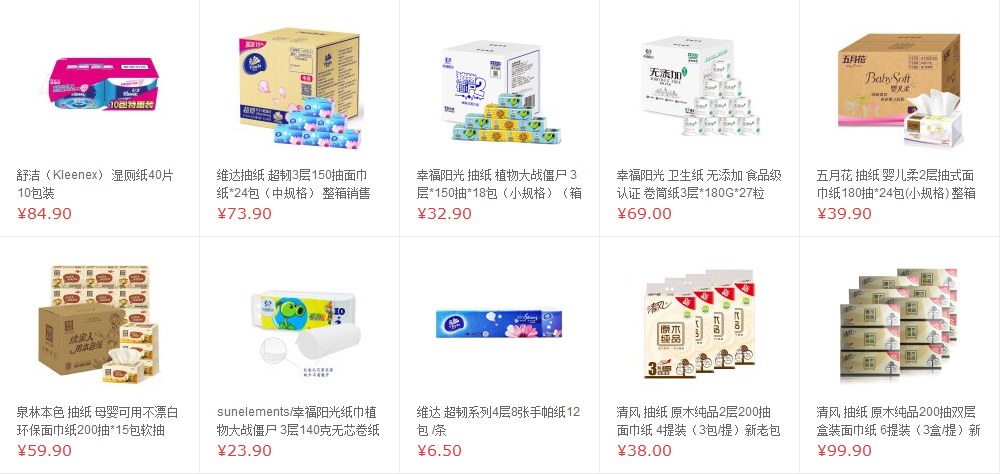 舒洁（Kleenex） 湿厕纸40片
10包装
¥84.90
维达抽纸 超韧3层150抽面巾
纸*24包（中规格） 整箱销售
¥73.90
幸福阳光 抽纸 植物大战僵尸 3
层*150抽*18包（小规格）（箱
¥32.90
幸福阳光 卫生纸 无添加 食品级
认证 卷筒纸3层*180G*27粒
¥69.00
五月花 抽纸 婴儿柔2层抽式面
巾纸180抽*24包(小规格) 整箱
¥39.90
泉林本色 抽纸 母婴可用不漂白
环保面巾纸200抽*15包软抽
¥59.90
sunelements/幸福阳光纸巾植
物大战僵尸 3层140克无芯卷纸
¥23.90
维达 超韧系列4层8张手帕纸12
包 /条
¥6.50
清风 抽纸 原木纯品2层200抽
面巾纸 4提装（3包/提）新老包
¥38.00
清风 抽纸 原木纯品200抽双层
盒装面巾纸 6提装（3盒/提）新
¥99.90
10包特惠装
植物
僵尸2
无添加
五月花
BabySoft
婴儿柔
10
清风
原木
纯品
3